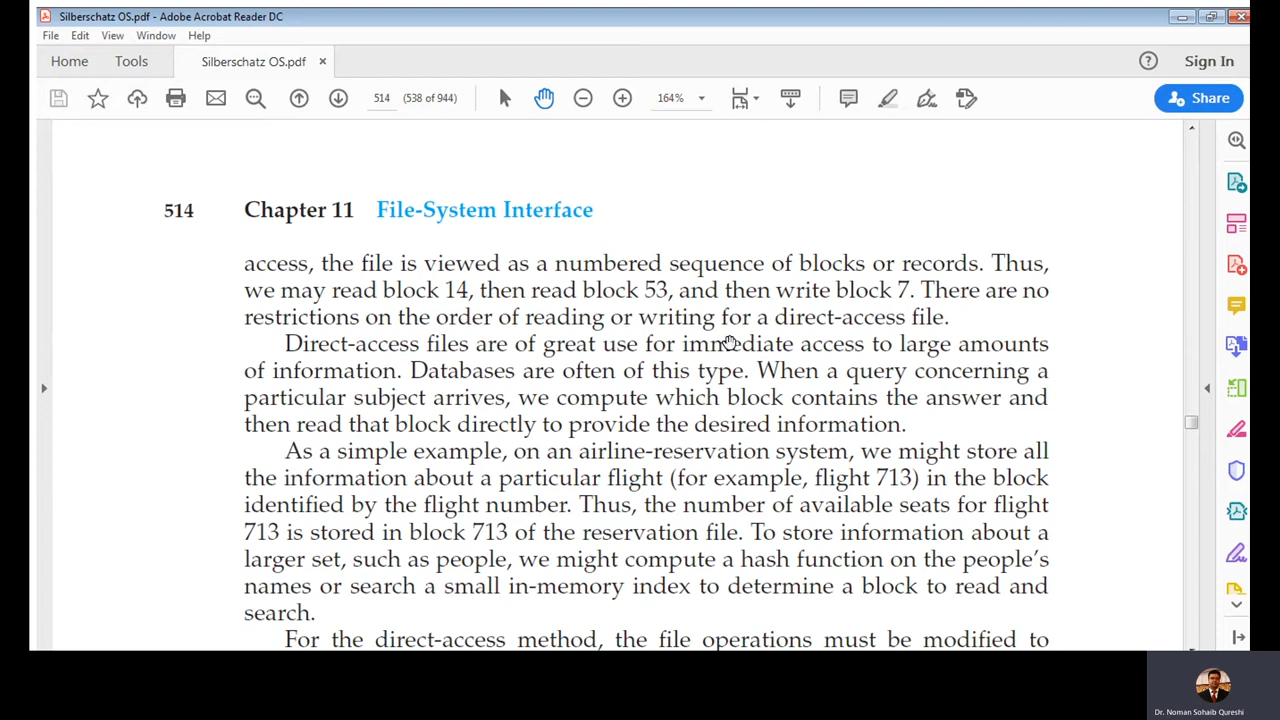 Silberschatz OS.pdf - Adobe Acrobat Reader DC
File Edit View Window Help
Home Tools Silberschatz OS.pdf × Sign In
514 (538 of 944) 164% Share
514 Chapter 11 File-System Interface
access, the file is viewed as a numbered sequence of blocks or records. Thus,
we may read block 14, then read block 53, and then write block 7. There are no
restrictions on the order of reading or writing for a direct-access file.
Direct-access files are of great use for immediate access to large amounts
of information. Databases are often of this type. When a query concerning a
particular subject arrives, we compute which block contains the answer and
then read that block directly to provide the desired information.
As a simple example, on an airline-reservation system, we might store all
the information about a particular flight (for example, flight 713) in the block
identified by the flight number. Thus, the number of available seats for flight
713 is stored in block 713 of the reservation file. To store information about a
larger set, such as people, we might compute a hash function on the people's
names or search a small in-memory index to determine a block to read and
search.
For the direct-access method, the file operations must be modified to
Dr. Noman Sohaib Qureshi